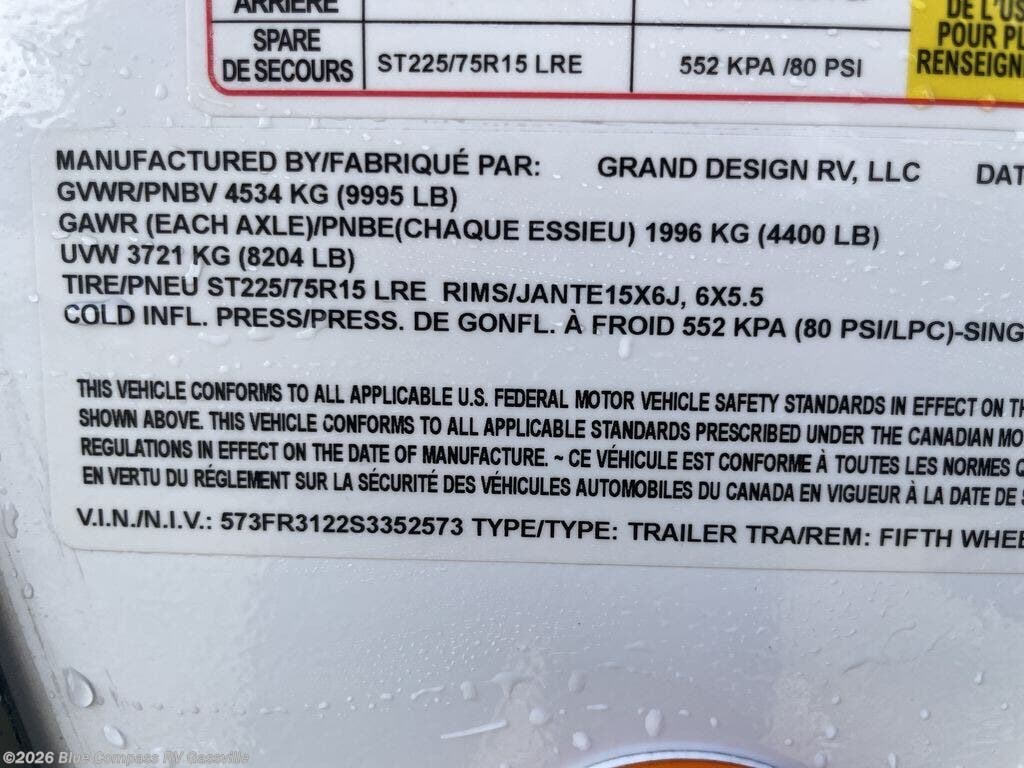 ARRIÈRE
SPARE
DE SECOURS
ST225/75R15 LRE
552 KPA /80 PSI
DE L'US
POUR PL
RENSEIGN
MANUFACTURED BY/FABRIQUÉ PAR: GRAND DESIGN RV, LLC DAT
GVWR/PNBV 4534 KG (9995 LB)
GAWR (EACH AXLE)/PNBE(CHAQUE ESSIEU) 1996 KG (4400 LB)
UVW 3721 KG (8204 LB)
TIRE/PNEU ST225/75R15 LRE RIMS/JANTE15X6J, 6X5.5
COLD INFL. PRESS/PRESS. DE GONFL. À FROID 552 KPA (80 PSI/LPC)-SING
THIS VEHICLE CONFORMS TO ALL APPLICABLE U.S. FEDERAL MOTOR VEHICLE SAFETY STANDARDS IN EFFECT ON TH
SHOWN ABOVE. THIS VEHICLE CONFORMS TO ALL APPLICABLE STANDARDS PRESCRIBED UNDER THE CANADIAN MO
REGULATIONS IN EFFECT ON THE DATE OF MANUFACTURE. ~ CE VÉHICULE EST CONFORME À TOUTES LES NORMES Q
EN VERTU DU RÉGLEMENT SUR LA SÉCURITÉ DES VÉHICULES AUTOMOBILES DU CANADA EN VIGUEUR À LA DATE DE S
V.I.N./N.I.V.: 573FR3122S3352573 TYPE/TYPE: TRAILER TRA/REM: FIFTH WHEE
©2026 Blue Compass RV Gassville